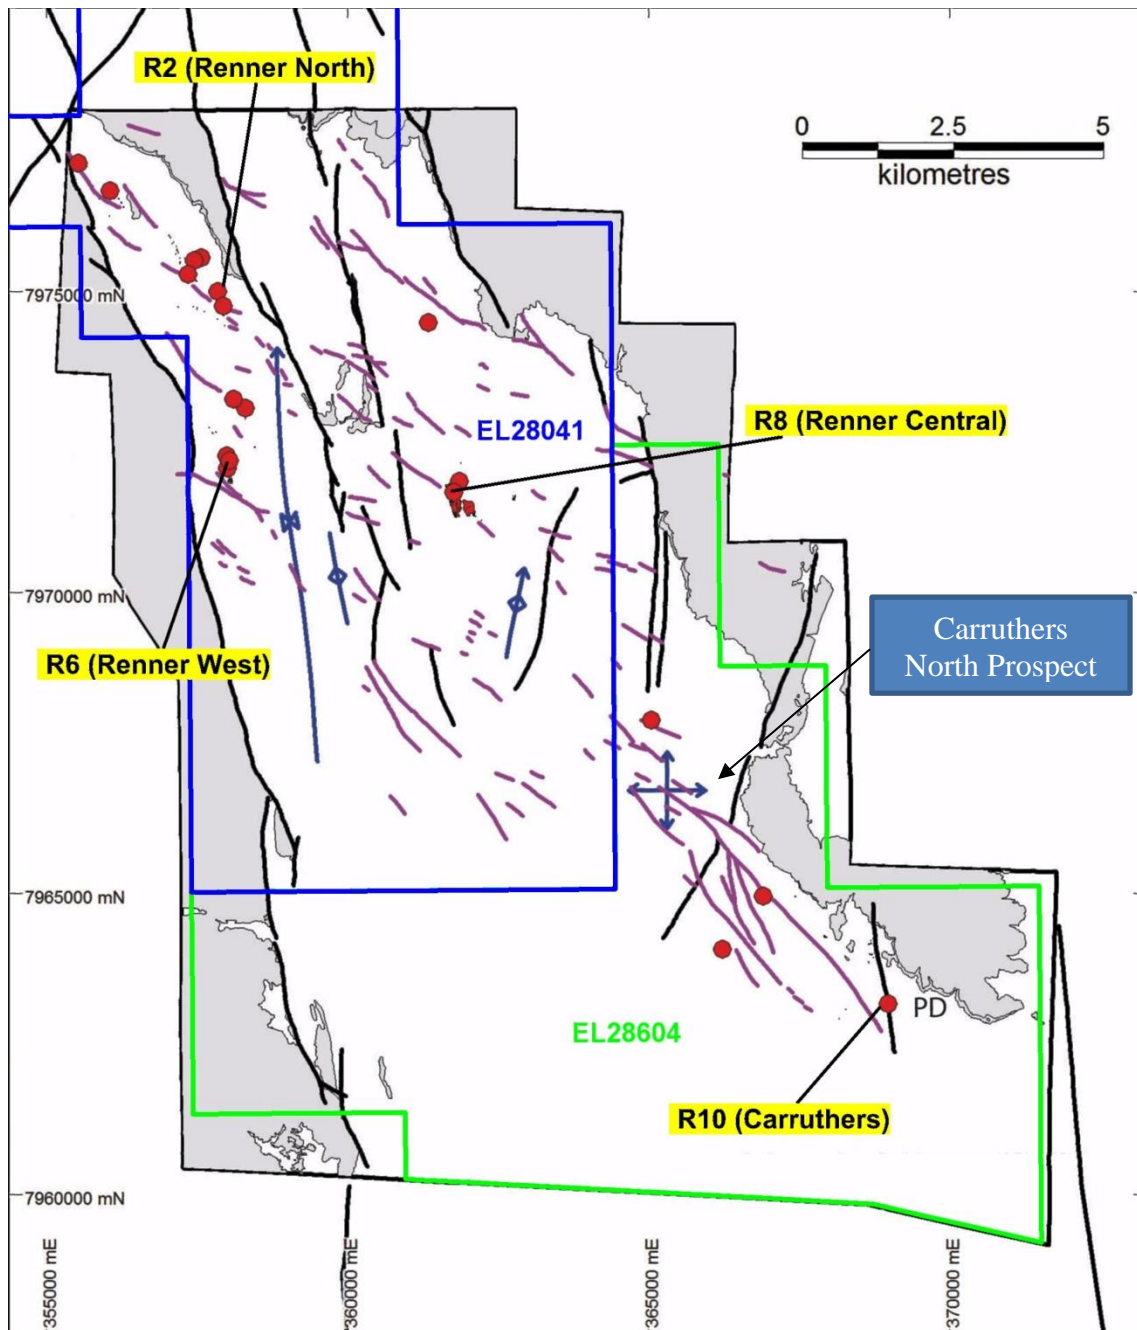 R2 (Renner North)
0 2.5 5
kilometres
7975000 mN
R8 (Renner Central)
EL28041
7970000 mN
Carruthers
North Prospect
R6 (Renner West)
7965000 mN
PD
EL28604
R10 (Carruthers)
7960000 mN
355000 mE
360000 mE
365000 mE
370000 mE